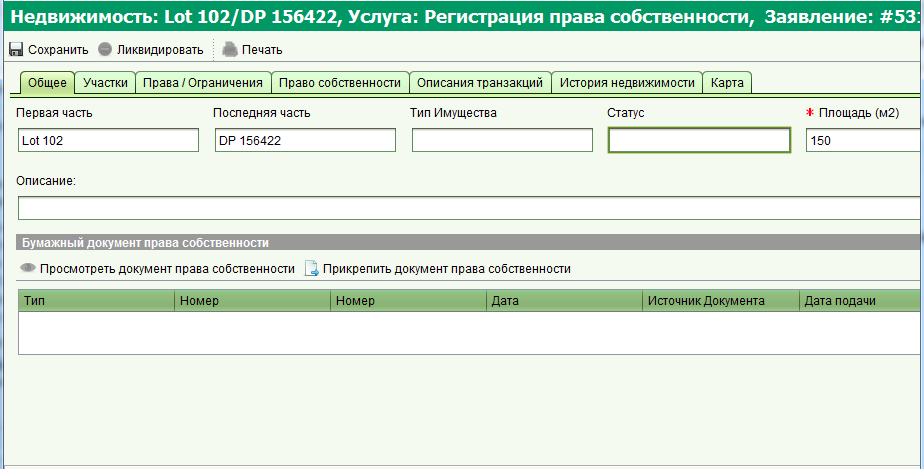 Недвижимость: Lot 102/DP 156422, Услуга: Регистрация права собственности, Заявление: #531
Сохранить Ликвидировать Печать
Общее Участки Права / Ограничения Право собственности Описания транзакций История недвижимости Карта
Первая часть Последняя часть Тип Имущества Статус * Площадь (м2)
Lot 102 DP 156422 150
Описание:
Бумажный документ права собственности
Просмотреть документ права собственности Прикрепить документ права собственности
Тип Номер Номер Дата Источник Документа Дата подачи